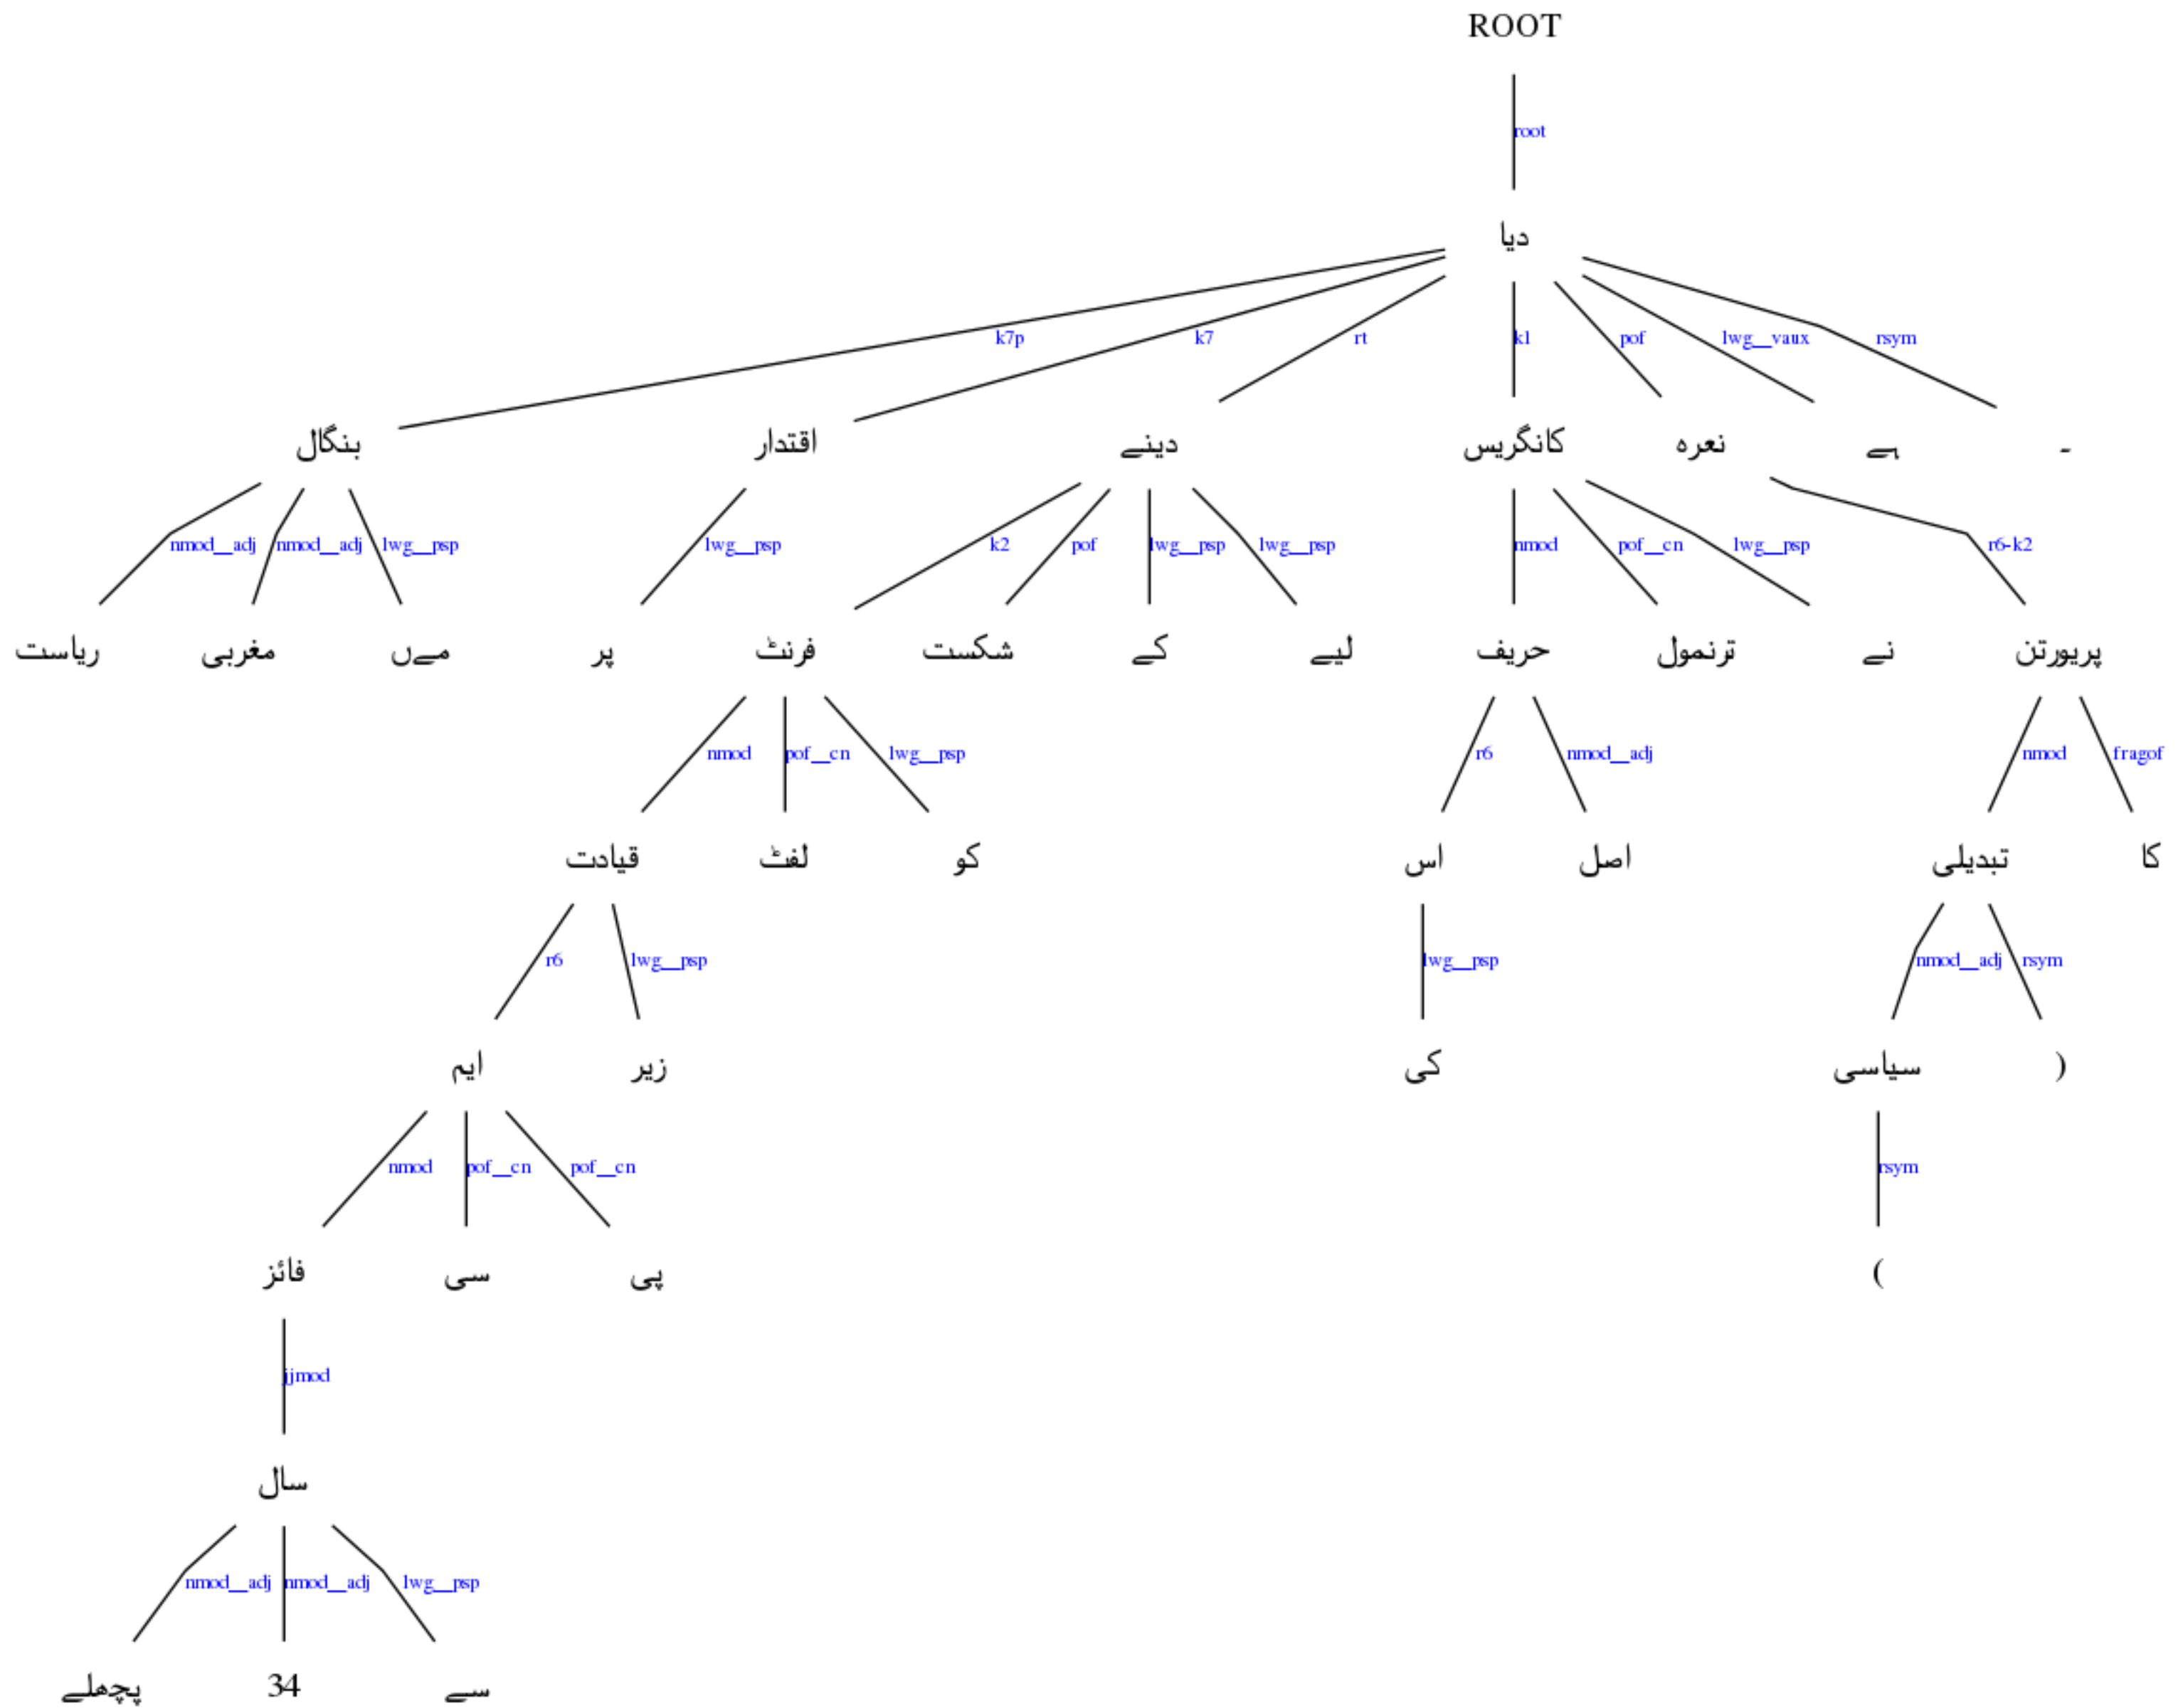 ROOT
root
دیا
k7p k7 rt k1 pof lwg__vaux rsym
بنگال اقتدار دینے کانگریس نعرہ ہے ۔
nmod__adj nmod__adj lwg__psp lwg__psp k2 pof lwg__psp lwg__psp nmod pof__cn lwg__psp r6-k2
ریاست مغربی مےں پر فرنٹ شکست کے لیے حریف ترنمول نے پریورتن
nmod pof__cn lwg__psp r6 nmod__adj nmod fragof
قیادت لفٹ کو اس اصل تبدیلی کا
r6 lwg__psp lwg__psp nmod__adj rsym
ایم زیر کی سیاسی )
nmod pof__cn pof__cn rsym
فائز سی پی (
jjmod
سال
nmod__adj nmod__adj lwg__psp
پچھلے 34 سے